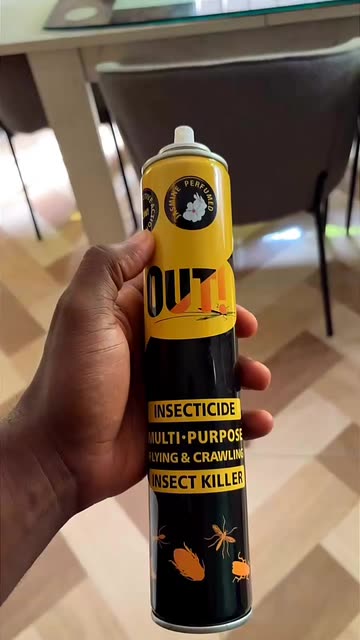 JASMINE PERFUMED
OUT!
INSECTICIDE
MULTI-PURPOSE
FLYING & CRAWLING
INSECT KILLER